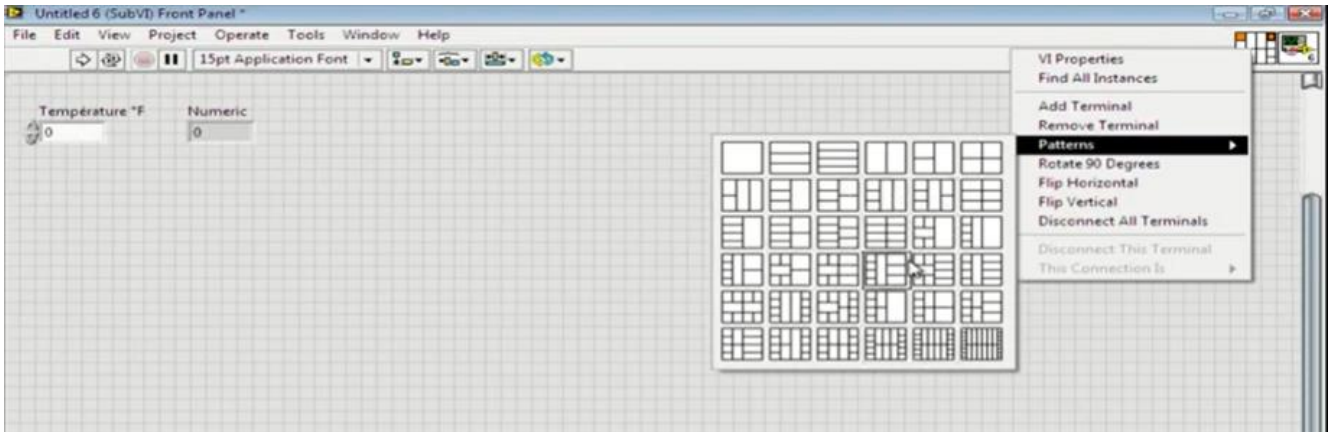 Untitled 6 (SubVI) Front Panel *
File Edit View Project Operate Tools Window Help
15pt Application Font
6
Température °F
Numeric
0
0
VI Properties
Find All Instances
Add Terminal
Remove Terminal
Patterns
Rotate 90 Degrees
Flip Horizontal
Flip Vertical
Disconnect All Terminals
Disconnect This Terminal
This Connection Is